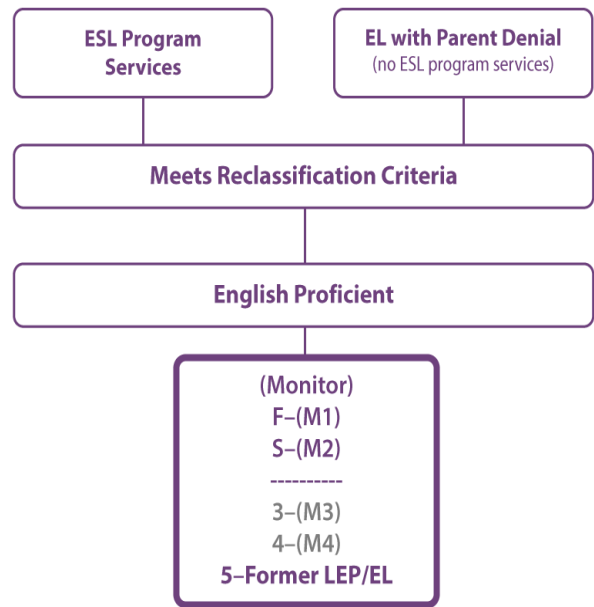 ESL Program
Services
EL with Parent Denial
(no ESL program services)
Meets Reclassification Criteria
English Proficient
(Monitor)
F–(M1)
S–(M2)
----------
3–(M3)
4–(M4)
5–Former LEP/EL